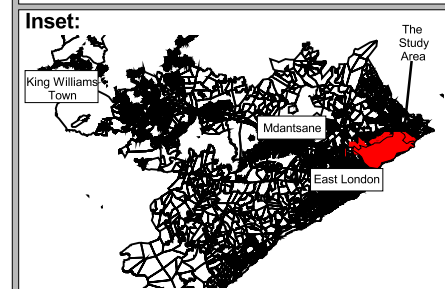 Inset:
The
Study
Area
King Williams
Town
Mdantsane
East London